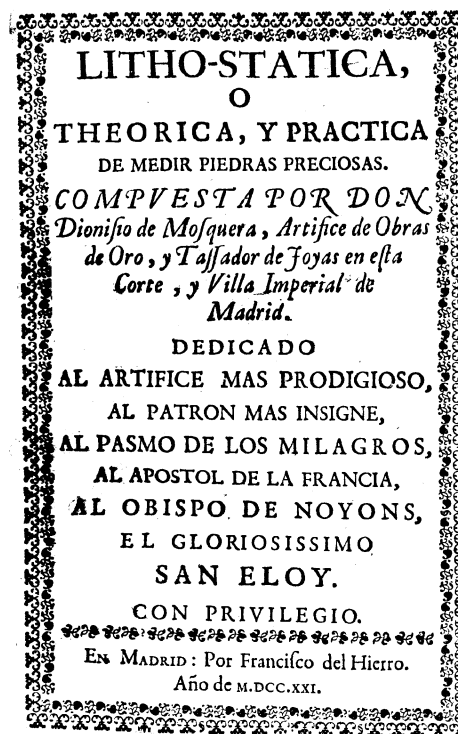 LITHO-STATICA,
O
THEORICA, Y PRACTICA
DE MEDIR PIEDRAS PRECIOSAS.
COMPVESTA POR DON
Dioniſio de Moſquera, Artifice de Obras
de Oro, y Taſſador de Joyas en eſta
Corte, y Villa Imperial de
Madrid.
DEDICADO
AL ARTIFICE MAS PRODIGIOSO,
AL PATRON MAS INSIGNE,
AL PASMO DE LOS MILAGROS,
AL APOSTOL DE LA FRANCIA,
AL OBISPO DE NOYONS,
EL GLORIOSISSIMO
SAN ELOY.
CON PRIVILEGIO.
EN MADRID: Por Franciſco del Hierro.
Año de M.DCC.XXI.